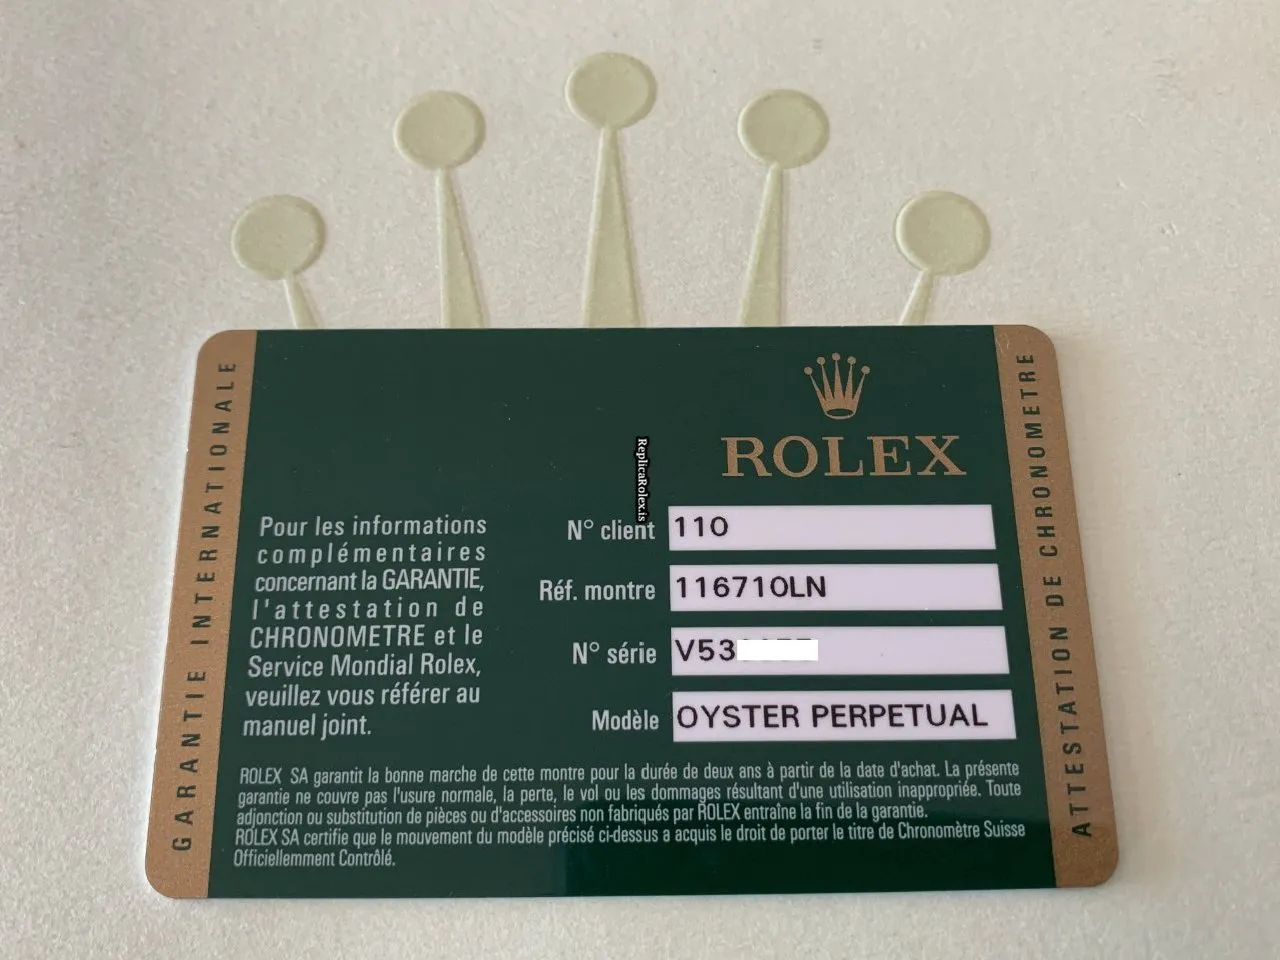 GARANTIE INTERNATIONALE
ROLEX
ReplicaRolex.is
Pour les informations
complémentaires
concernant la GARANTIE,
l'attestation de
CHRONOMETRE et le
Service Mondial Rolex,
veuillez vous référer au
manuel joint.
N° client 110
Réf. montre 116710LN
N° série V53
Modèle OYSTER PERPETUAL
ROLEX SA garantit la bonne marche de cette montre pour la durée de deux ans à partir de la date d'achat. La présente
garantie ne couvre pas l'usure normale, la perte, le vol ou les dommages résultant d'une utilisation inappropriée. Toute
adjonction ou substitution de pièces ou d'accessoires non fabriqués par ROLEX entraîne la fin de la garantie.
ROLEX SA certifie que le mouvement du modèle précisé ci-dessus a acquis le droit de porter le titre de Chronomètre Suisse
Officiellemment Contrôlé.
ATTESTATION DE CHRONOMETRE